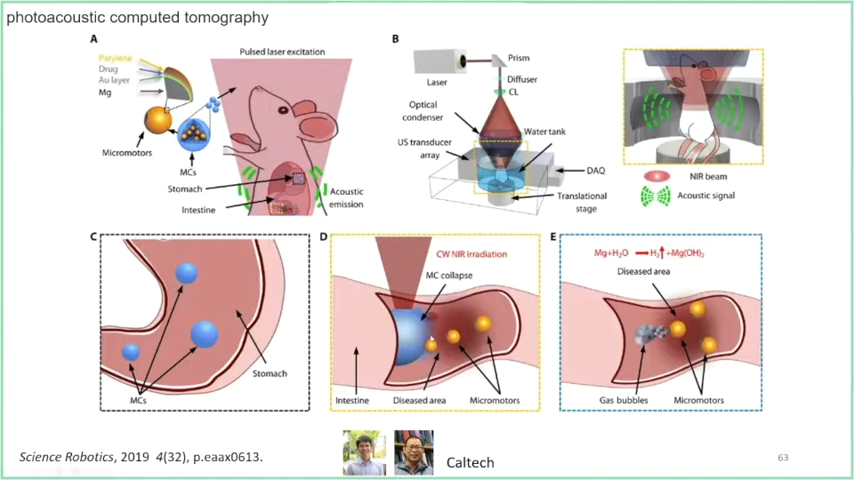 photoacoustic computed tomography
A
Pulsed laser excitation
Parylene
Drug
Au layer
Mg
Micromotors
MCs
Stomach
Intestine
Acoustic
emission
B
Prism
Laser
Diffuser
CL
Optical
condenser
Water tank
US transducer
array
DAQ
Translational
stage
NIR beam
Acoustic signal
C
MCs
Stomach
D
CW NIR irradiation
MC collapse
Intestine
Diseased area
Micromotors
E
Mg+H₂O → H₂↑+Mg(OH)₂
Diseased area
Gas bubbles
Micromotors
Science Robotics, 2019 4(32), p.eaax0613.
Caltech
63